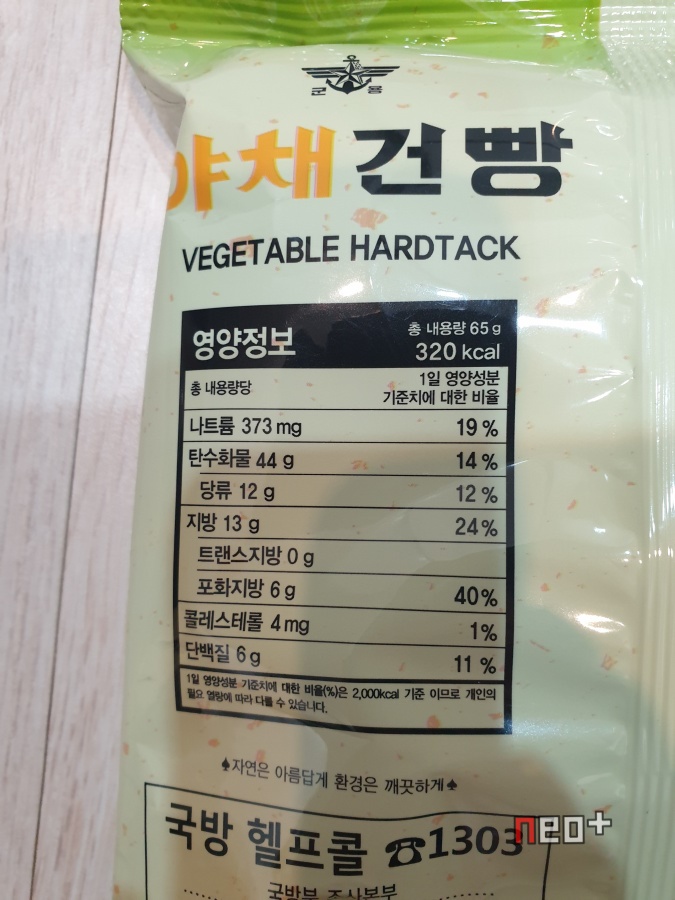 군 용
야채건빵
VEGETABLE HARDTACK
영양정보
총 내용량 65 g
320 kcal
총 내용량당
1일 영양성분
기준치에 대한 비율
나트륨 373 mg 19 %
탄수화물 44 g 14 %
당류 12 g 12 %
지방 13 g 24 %
트랜스지방 0 g
포화지방 6 g 40 %
콜레스테롤 4 mg 1 %
단백질 6 g 11 %
1일 영양성분 기준치에 대한 비율(%)은 2,000kcal 기준 이므로 개인의
필요 열량에 따라 다를 수 있습니다.
♠자연은 아름답게 환경은 깨끗하게♠
국방 헬프콜 ☎1303
neo+
국방부 조사본부